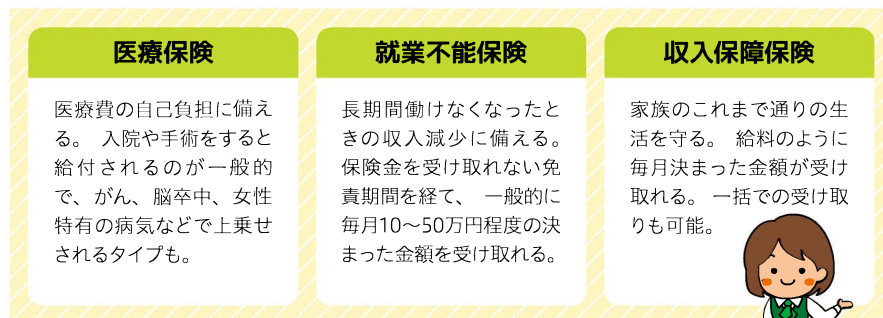 医療保険
医療費の自己負担に備え
る。 入院や手術をすると
給付されるのが一般的
で、がん、脳卒中、女性
特有の病気などで上乗せ
されるタイプも。
就業不能保険
長期間働けなくなったと
きの収入減少に備える。
保険金を受け取れない免
責期間を経て、 一般的に
毎月10〜50万円程度の決
まった金額を受け取れる。
収入保障保険
家族のこれまで通りの生
活を守る。 給料のように
毎月決まった金額が受け
取れる。一括での受け取
りも可能。